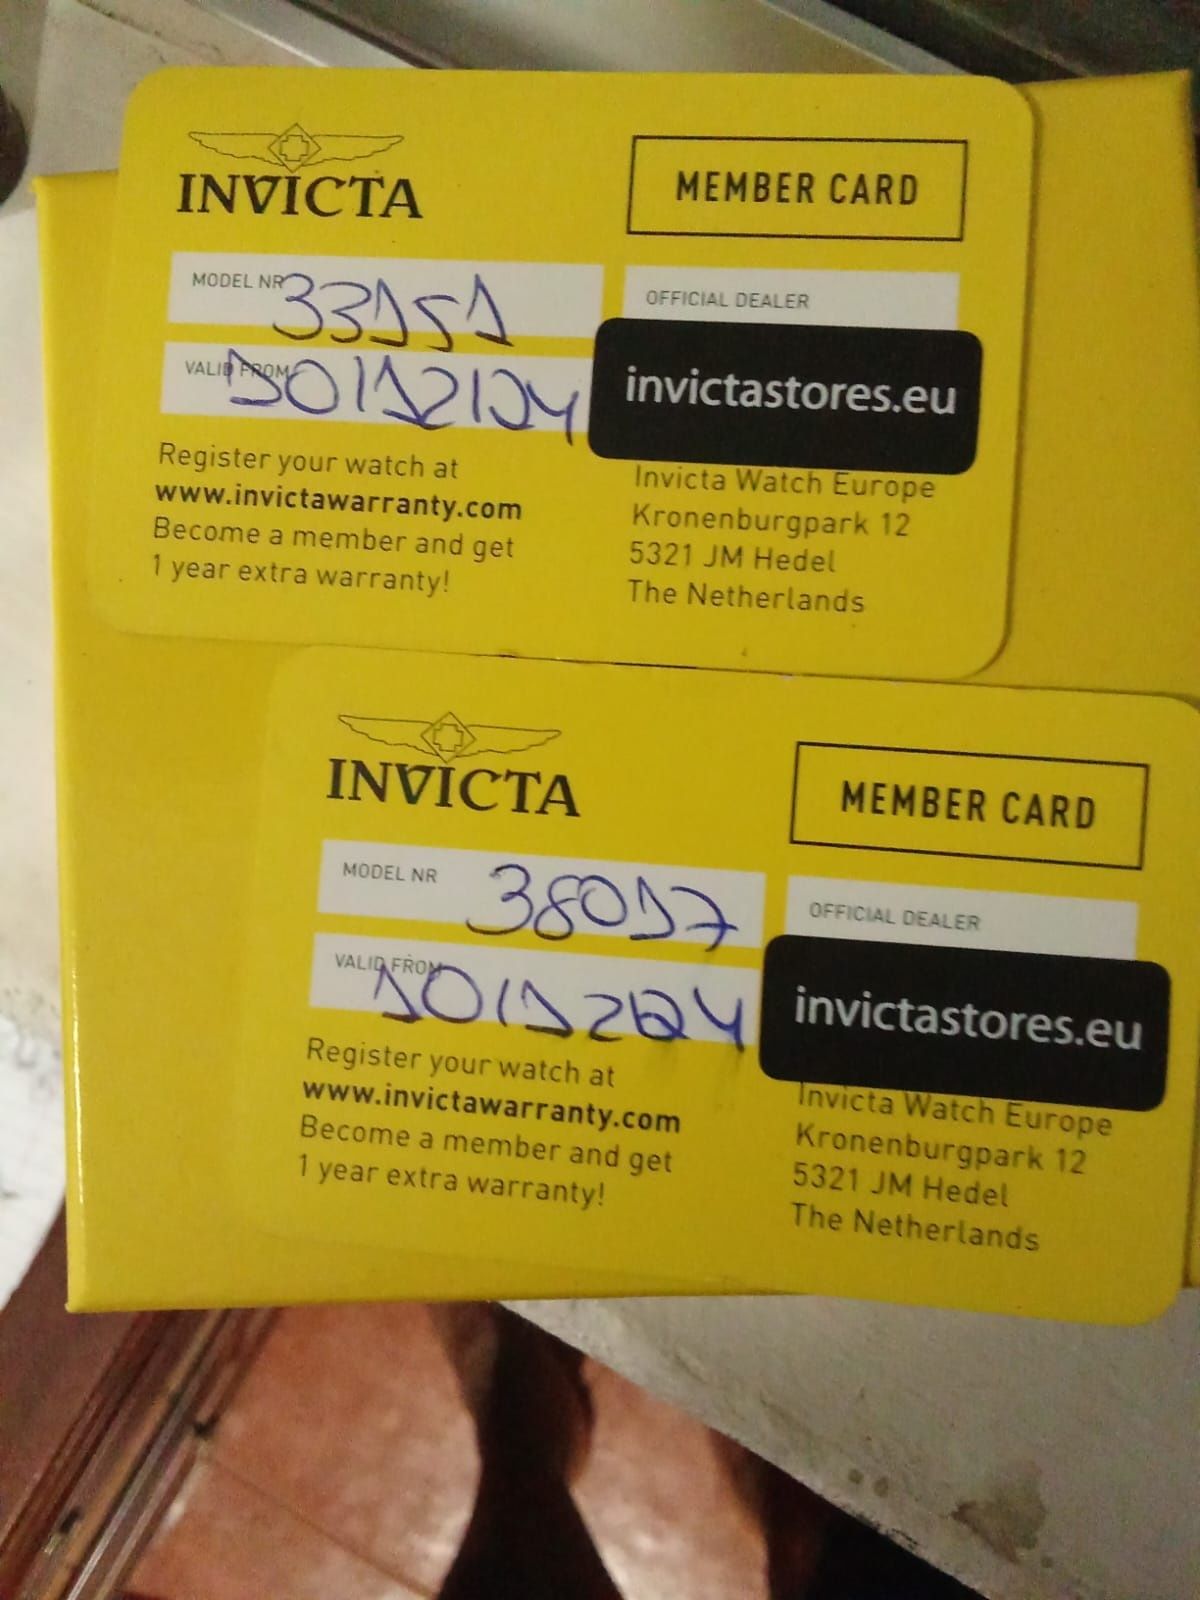 INVICTA
MEMBER CARD
MODEL NR 33151
OFFICIAL DEALER
VALID FROM
invictastores.eu
Register your watch at
www.invictawarranty.com
Become a member and get
1 year extra warranty!
Invicta Watch Europe
Kronenburgpark 12
5321 JM Hedel
The Netherlands
INVICTA
MEMBER CARD
MODEL NR 38017
OFFICIAL DEALER
VALID FROM
invictastores.eu
Register your watch at
www.invictawarranty.com
Become a member and get
1 year extra warranty!
Invicta Watch Europe
Kronenburgpark 12
5321 JM Hedel
The Netherlands